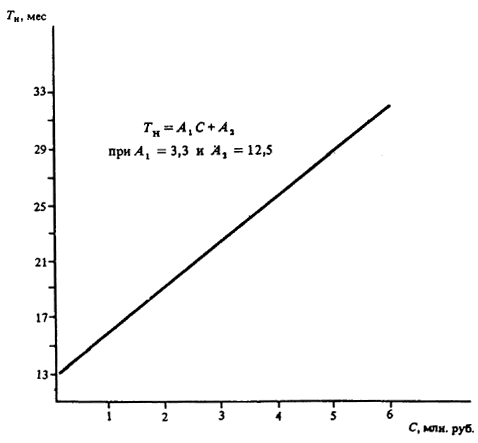 Tн, мес
33
Tн = A₁ C + A₂
при A₁ = 3,3 и A₂ = 12,5
29
25
21
17
13
1 2 3 4 5 6
C, млн. руб.